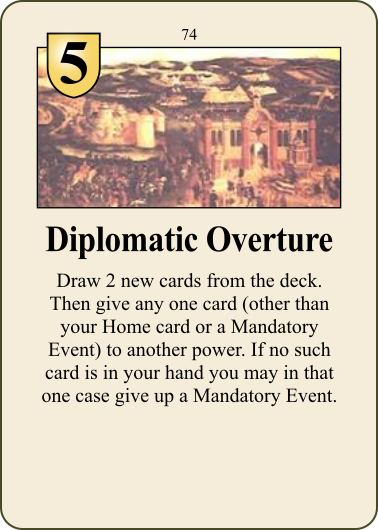 74
5
Diplomatic Overture
Draw 2 new cards from the deck.
Then give any one card (other than
your Home card or a Mandatory
Event) to another power. If no such
card is in your hand you may in that
one case give up a Mandatory Event.